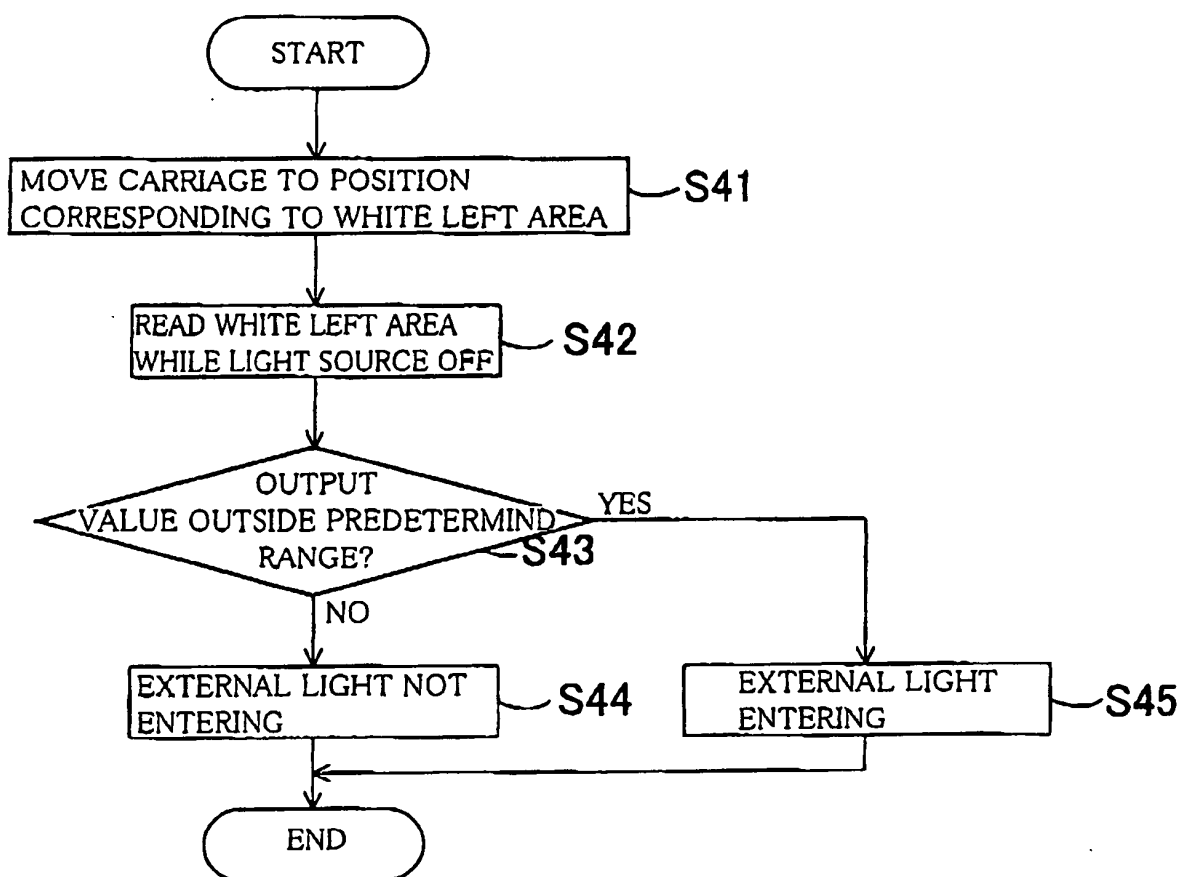 START
MOVE CARRIAGE TO POSITION
CORRESPONDING TO WHITE LEFT AREA
S41
READ WHITE LEFT AREA
WHILE LIGHT SOURCE OFF
S42
OUTPUT
VALUE OUTSIDE PREDETERMIND
RANGE?
S43
YES
NO
EXTERNAL LIGHT NOT
ENTERING
S44
EXTERNAL LIGHT
ENTERING
S45
END